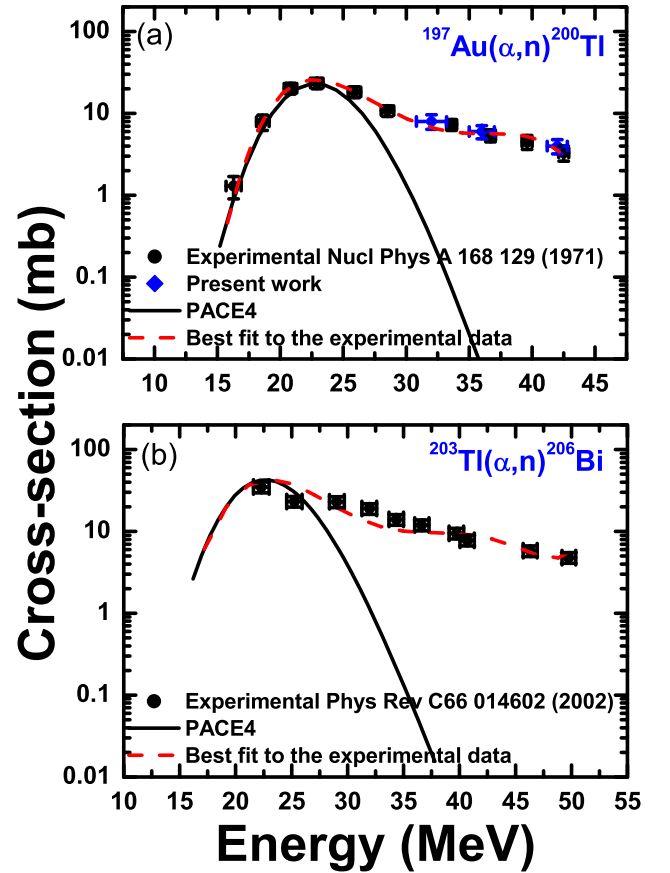 (a)
¹⁹⁷Au(α,n)²⁰⁰Tl
100
10
1
0.1
0.01
Experimental Nucl Phys A 168 129 (1971)
Present work
PACE4
Best fit to the experimental data
10 15 20 25 30 35 40 45
(b)
²⁰³Tl(α,n)²⁰⁶Bi
100
10
1
0.1
0.01
Experimental Phys Rev C66 014602 (2002)
PACE4
Best fit to the experimental data
10 15 20 25 30 35 40 45 50 55
Cross-section (mb)
Energy (MeV)